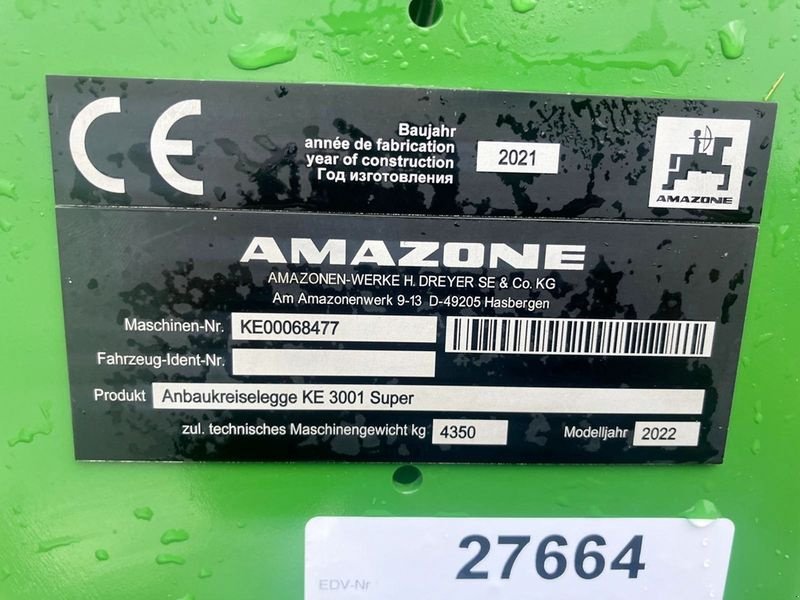 CE
Baujahr
année de fabrication
year of construction
Год изготовления
2021
AMAZONE
AMAZONE
AMAZONEN-WERKE H. DREYER SE & Co. KG
Am Amazonenwerk 9-13 D-49205 Hasbergen
Maschinen-Nr. KE00068477
Fahrzeug-Ident-Nr.
Produkt Anbaukreiselegge KE 3001 Super
zul. technisches Maschinengewicht kg 4350 Modelljahr 2022
EDV-Nr 27664